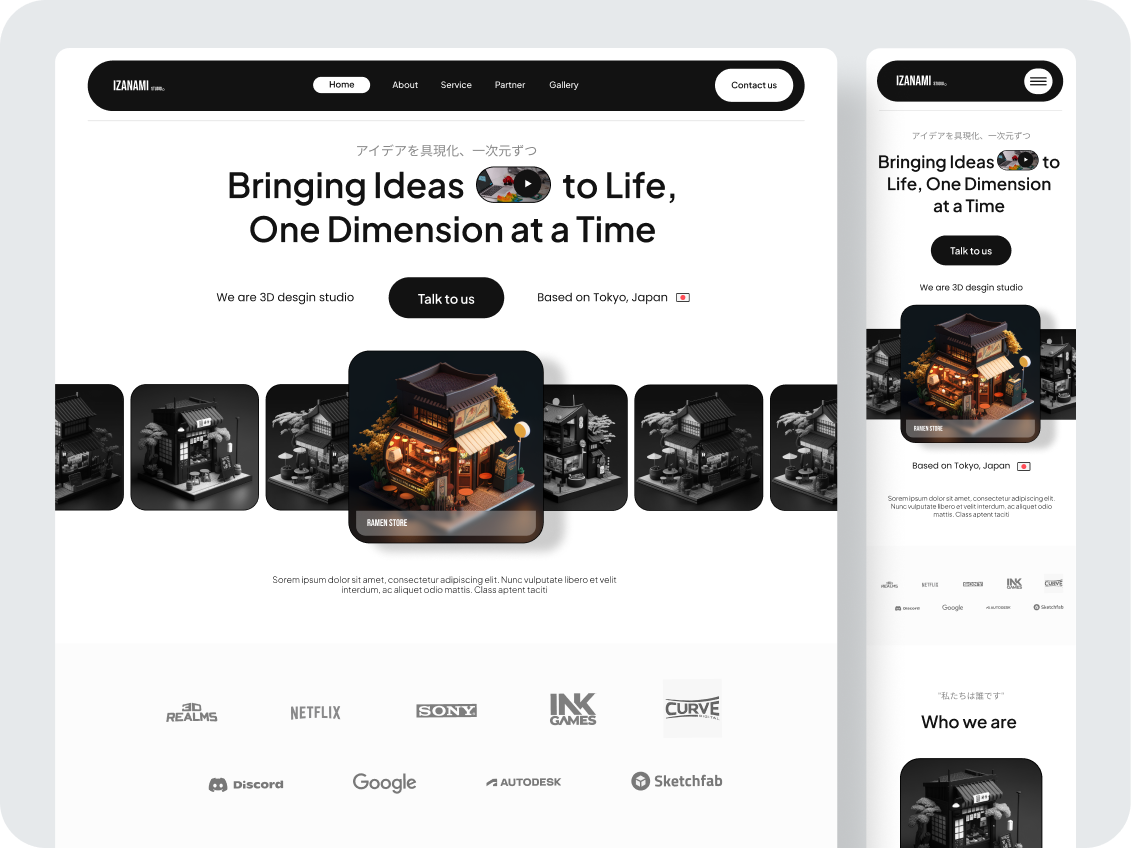 IZANAMI STUDIO
Home
About
Service
Partner
Gallery
Contact us
アイデアを具現化、一次元ずつ
Bringing Ideas to Life,
One Dimension at a Time
We are 3D desgin studio
Talk to us
Based on Tokyo, Japan
RAMEN STORE
Sorem ipsum dolor sit amet, consectetur adipiscing elit. Nunc vulputate libero et velit
interdum, ac aliquet odio mattis. Class aptent taciti
3D
REALMS
NETFLIX
SONY
INK
GAMES
CURVE
DIGITAL
Discord
Google
AUTODESK
Sketchfab
IZANAMI STUDIO
アイデアを具現化、一次元ずつ
Bringing Ideas to
Life, One Dimension
at a Time
Talk to us
We are 3D desgin studio
RAMEN STORE
Based on Tokyo, Japan
Sorem ipsum dolor sit amet, consectetur adipiscing elit.
Nunc vulputate libero et velit interdum, ac aliquet odio
mattis. Class aptent taciti
3D
REALMS
NETFLIX
SONY
INK
GAMES
CURVE
Discord
Google
AUTODESK
Sketchfab
"私たちは誰です"
Who we are